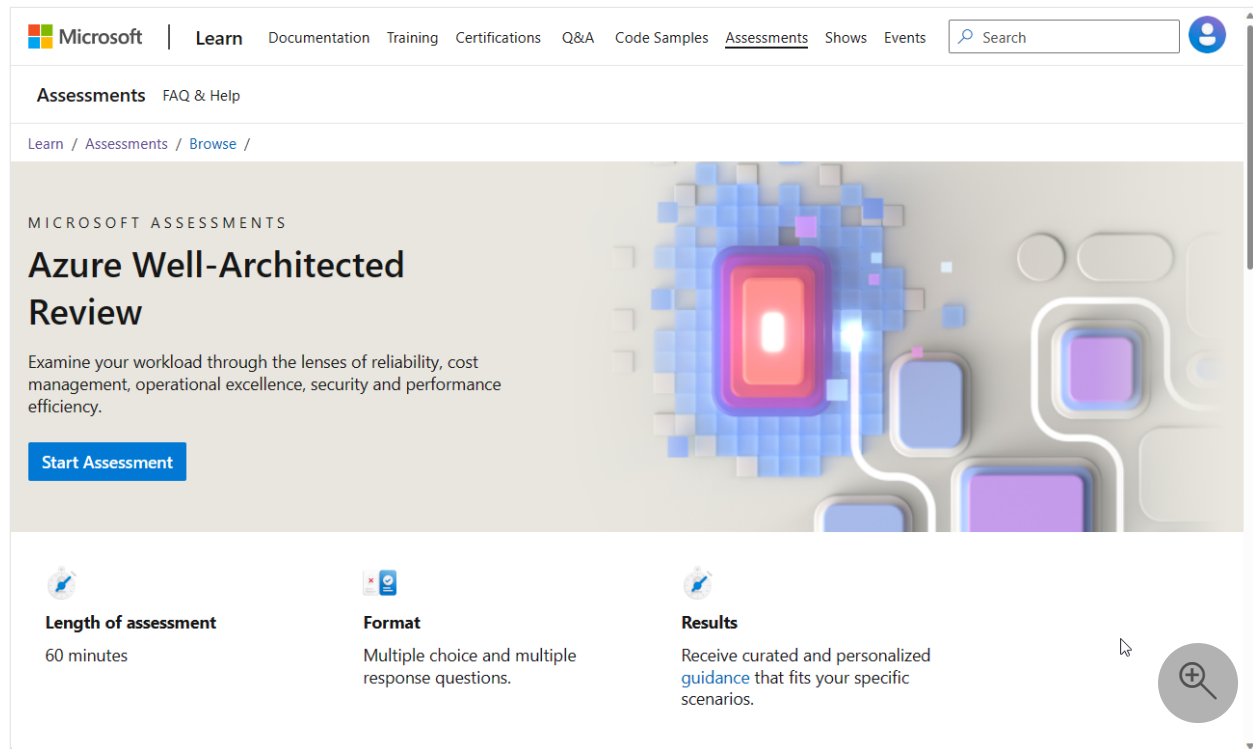 Microsoft | Learn Documentation Training Certifications Q&A Code Samples Assessments Shows Events Search
Assessments FAQ & Help
Learn / Assessments / Browse /
MICROSOFT ASSESSMENTS
Azure Well-Architected
Review
Examine your workload through the lenses of reliability, cost
management, operational excellence, security and performance
efficiency.
Start Assessment
Length of assessment
60 minutes
Format
Multiple choice and multiple
response questions.
Results
Receive curated and personalized
guidance that fits your specific
scenarios.